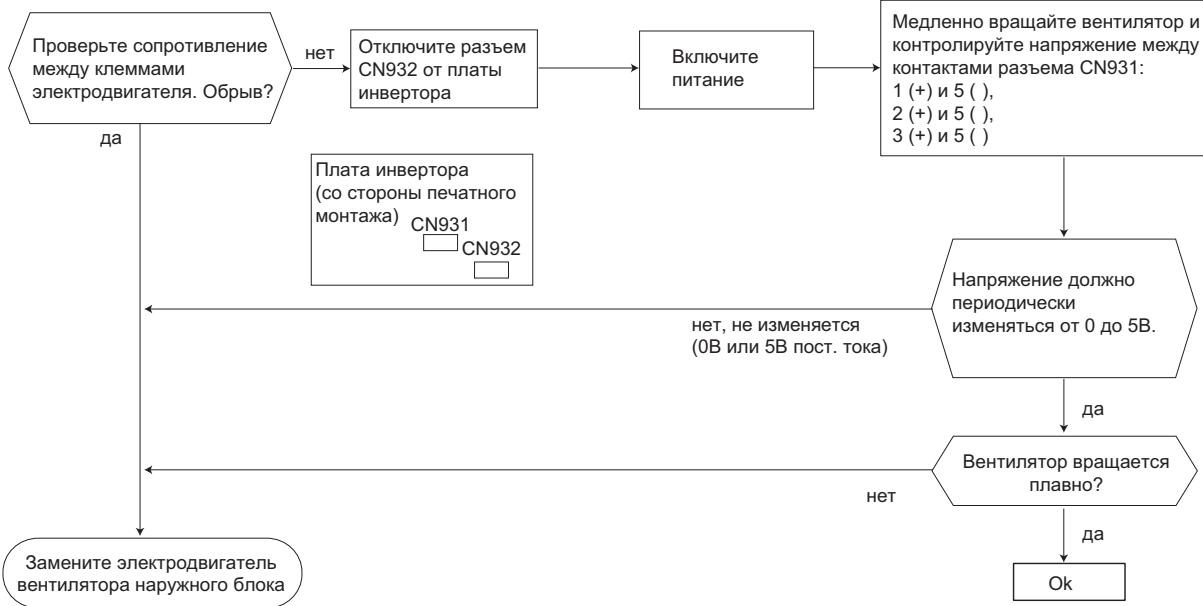 Проверьте сопротивление
между клеммами
электродвигателя. Обрыв?
нет
Отключите разъем
CN932 от платы
инвертора
Включите
питание
Медленно вращайте вентилятор и
контролируйте напряжение между
контактами разъема CN931:
1 (+) и 5 ( ),
2 (+) и 5 ( ),
3 (+) и 5 ( )
да
Плата инвертора
(со стороны печатного
монтажа)
CN931
CN932
Напряжение должно
периодически
изменяться от 0 до 5В.
нет, не изменяется
(0В или 5В пост. тока)
да
Вентилятор вращается
плавно?
нет
да
Замените электродвигатель
вентилятора наружного блока
Ok